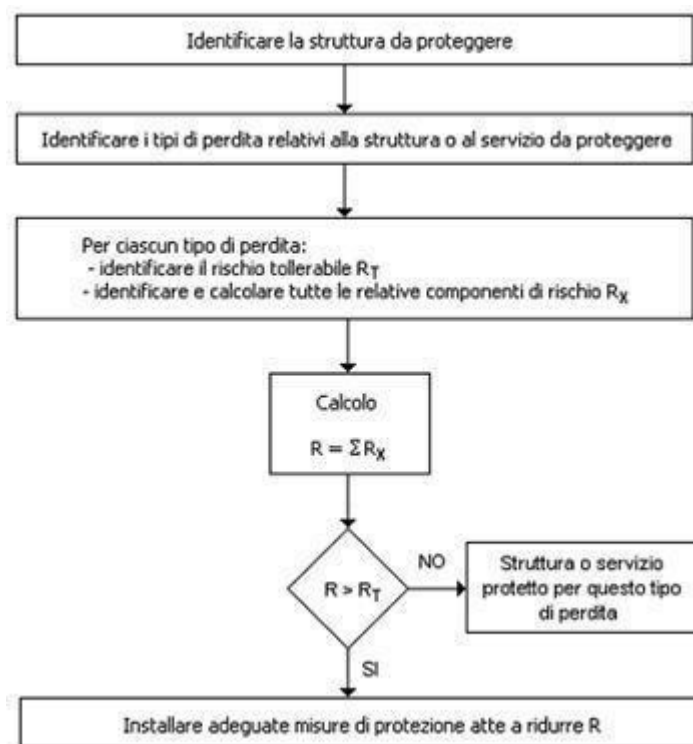 Identificare la struttura da proteggere
Identificare i tipi di perdita relativi alla struttura o al servizio da proteggere
Per ciascun tipo di perdita:
- identificare il rischio tollerabile RT
- identificare e calcolare tutte le relative componenti di rischio RX
Calcolo
R = ΣRX
R > RT
NO
Struttura o servizio
protetto per questo tipo
di perdita
SI
Installare adeguate misure di protezione atte a ridurre R